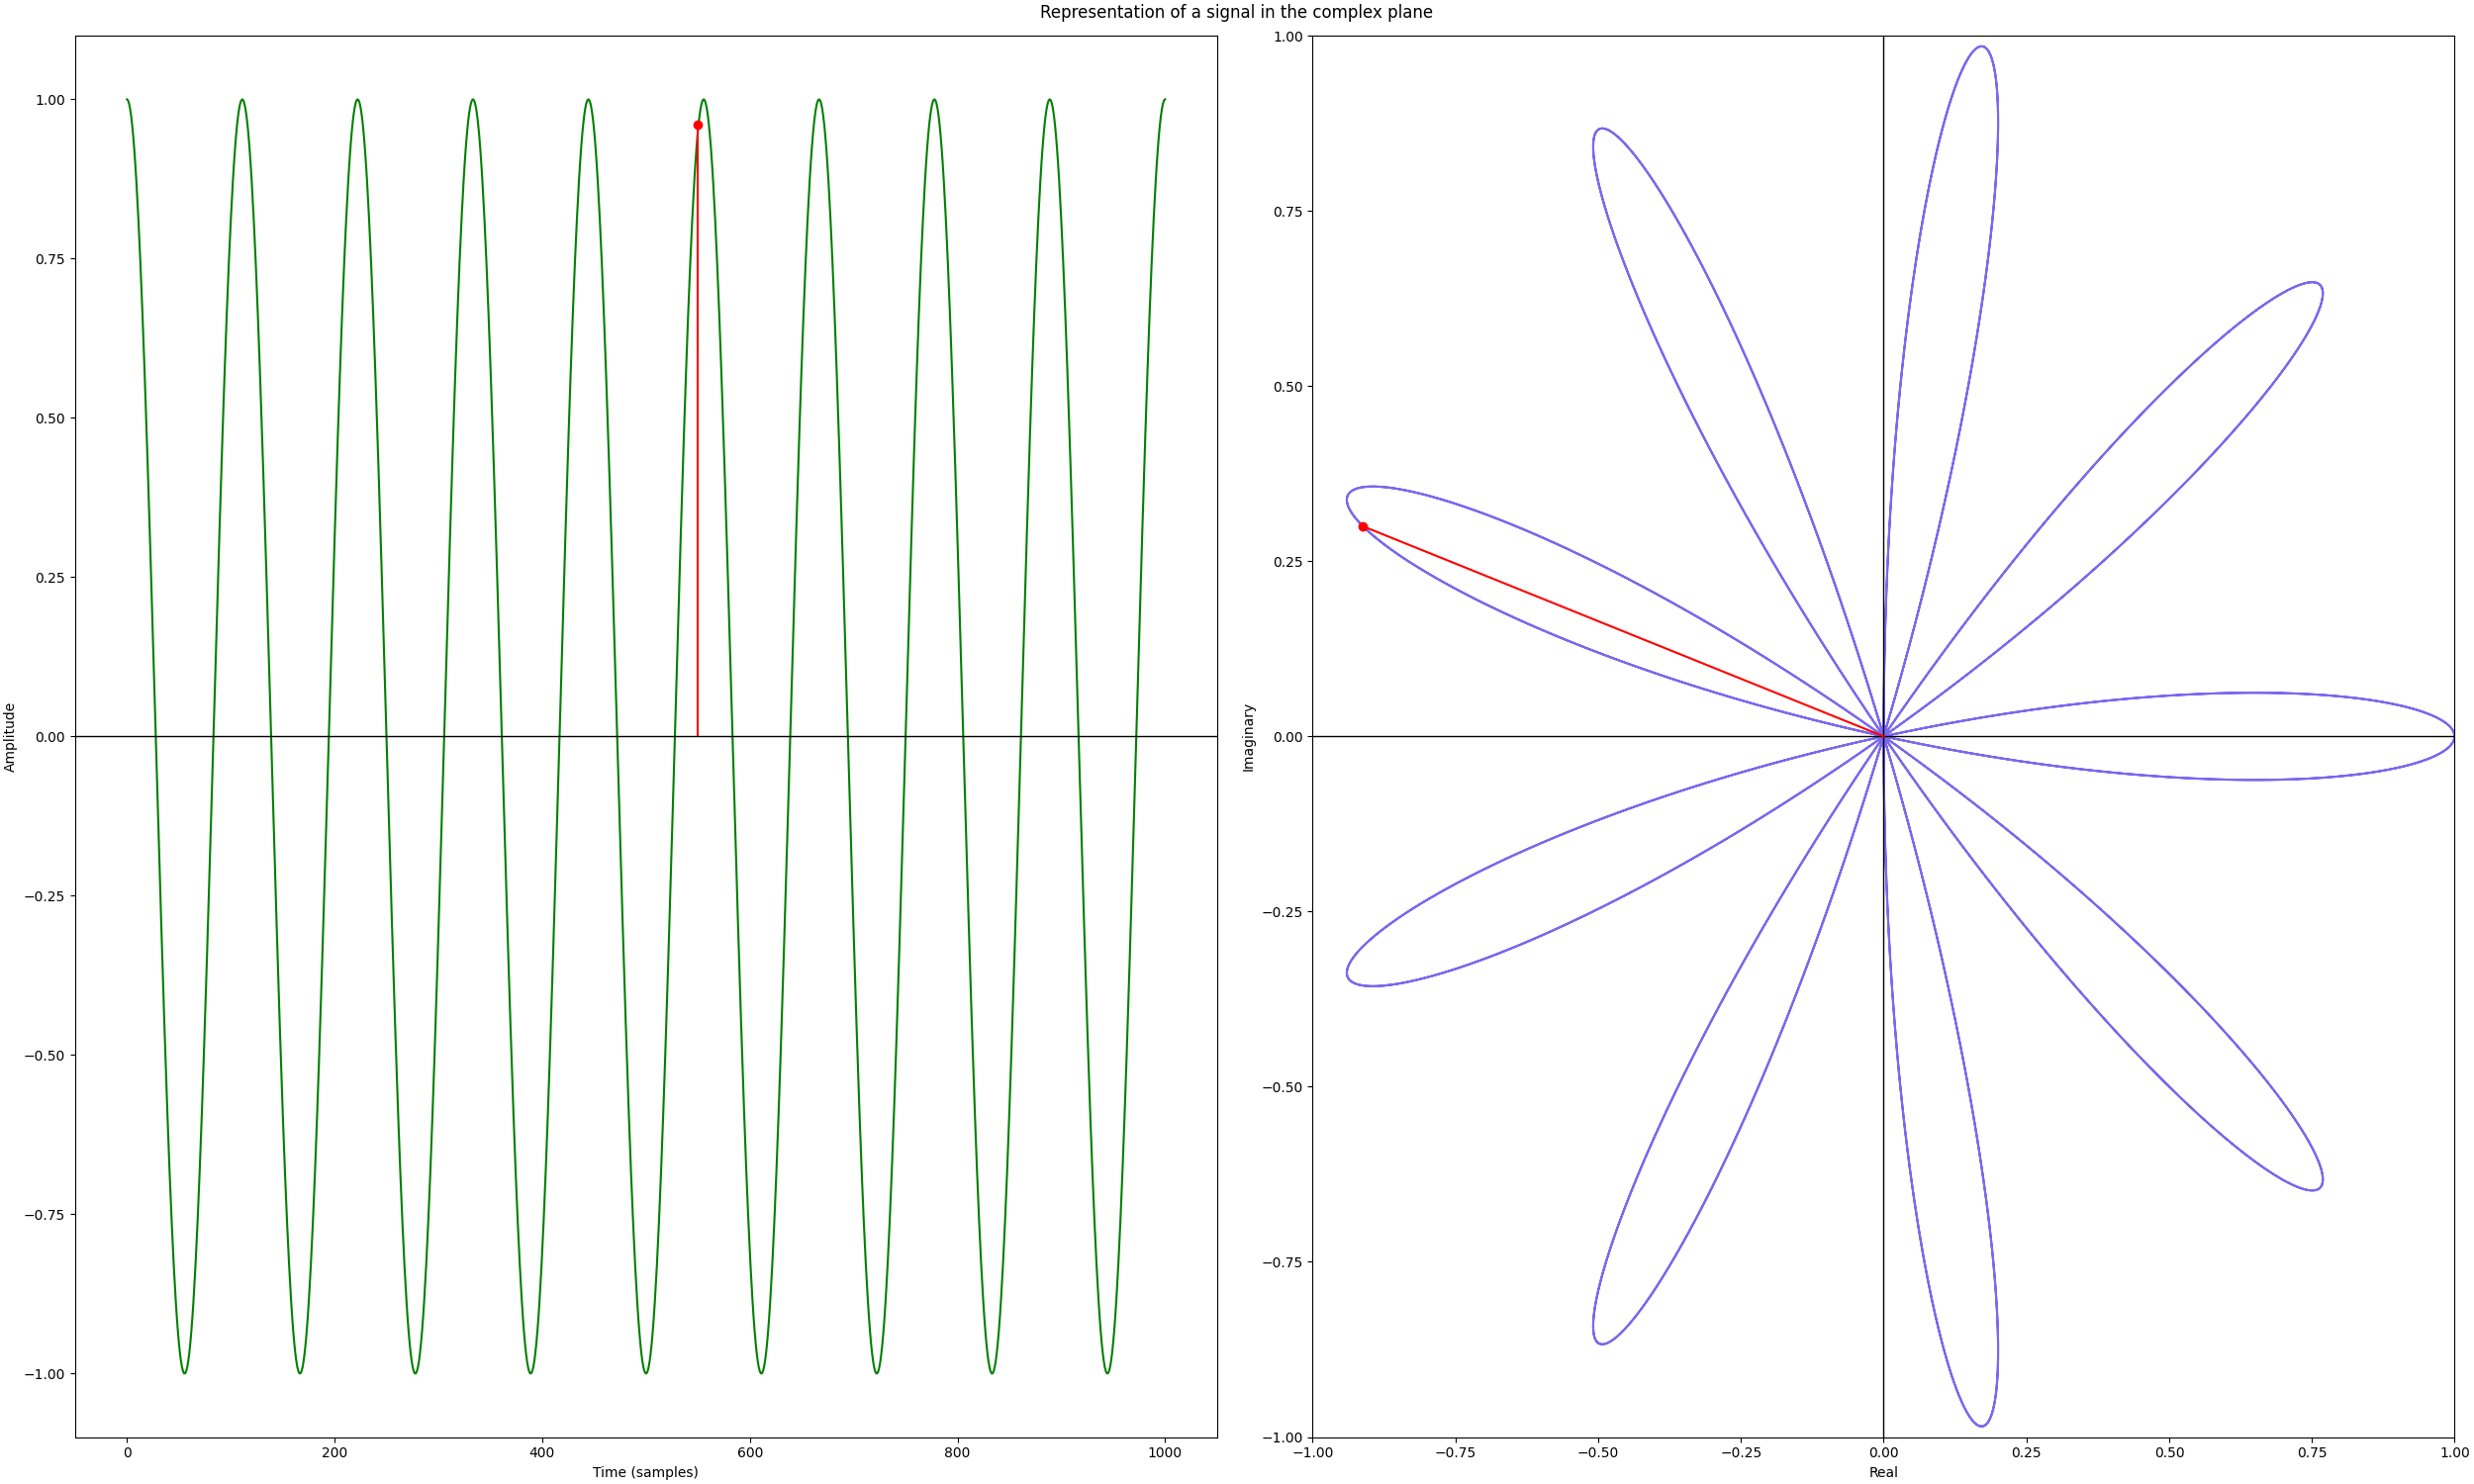 Representation of a signal in the complex plane
1.00
0.75
0.50
0.25
0.00
−0.25
−0.50
−0.75
−1.00
Amplitude
0 200 400 600 800 1000
Time (samples)
1.00
0.75
0.50
0.25
0.00
−0.25
−0.50
−0.75
−1.00
Imaginary
−1.00 −0.75 −0.50 −0.25 0.00 0.25 0.50 0.75 1.00
Real